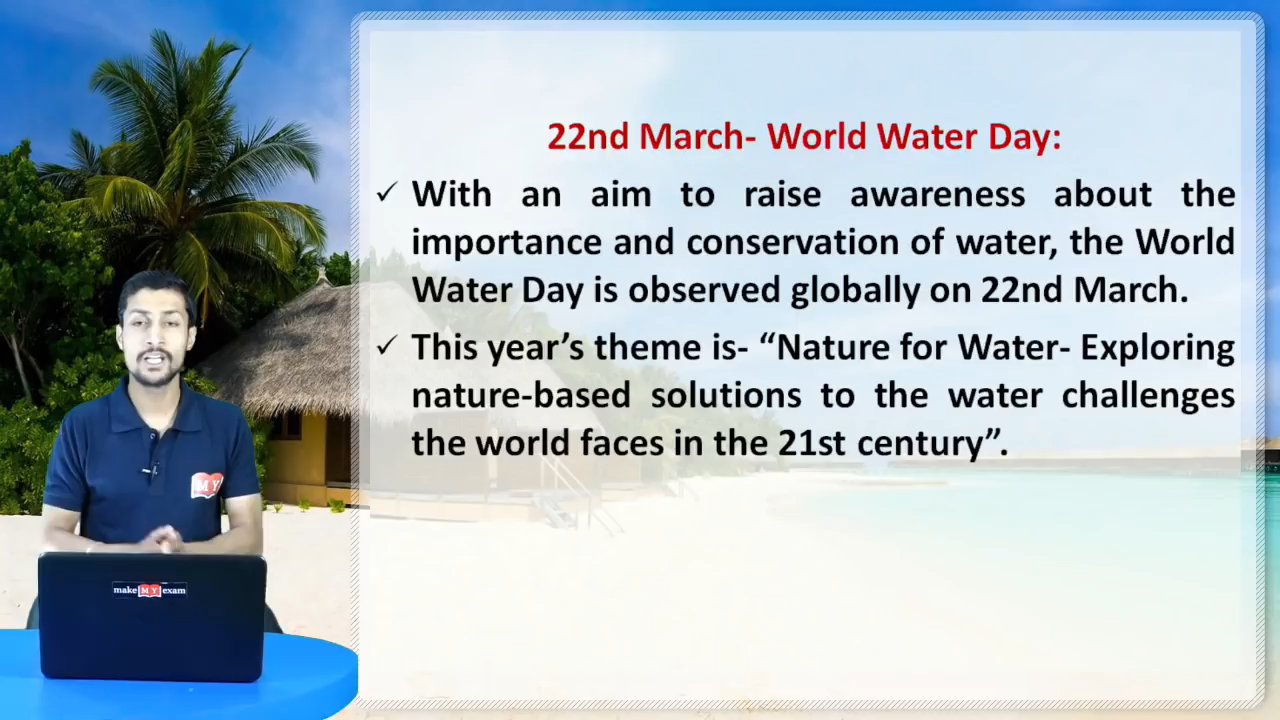 22nd March- World Water Day:
✓ With an aim to raise awareness about the
importance and conservation of water, the World
Water Day is observed globally on 22nd March.
✓ This year’s theme is- “Nature for Water- Exploring
nature-based solutions to the water challenges
the world faces in the 21st century”.
MY
make MY exam